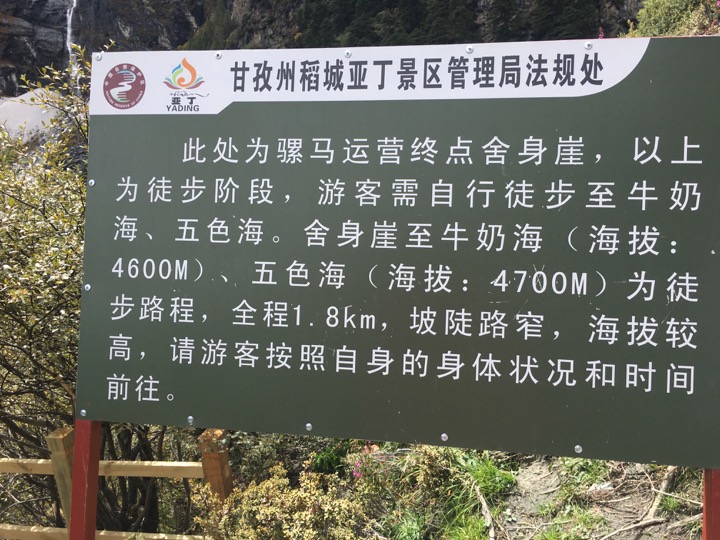 甘孜州稻城亚丁景区管理局法规处
亚丁
YADING
此处为骡马运营终点舍身崖，以上
为徒步阶段，游客需自行徒步至牛奶
海、五色海。舍身崖至牛奶海（海拔：
4600M）、五色海（海拔：4700M）为徒
步路程，全程1.8km，坡陡路窄，海拔较
高，请游客按照自身的身体状况和时间
前往。